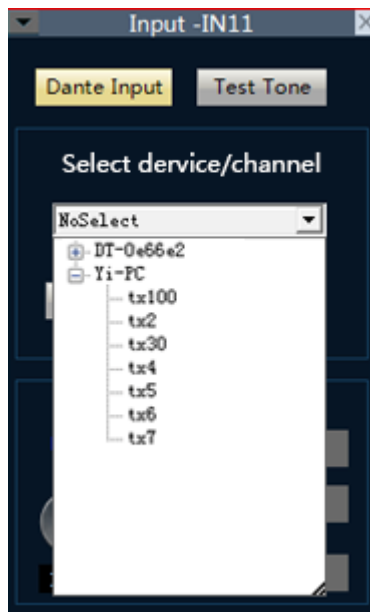 Input -IN11
Dante Input
Test Tone
Select dervice/channel
NoSelect
DT-0e66e2
Yi-PC
tx100
tx2
tx30
tx4
tx5
tx6
tx7